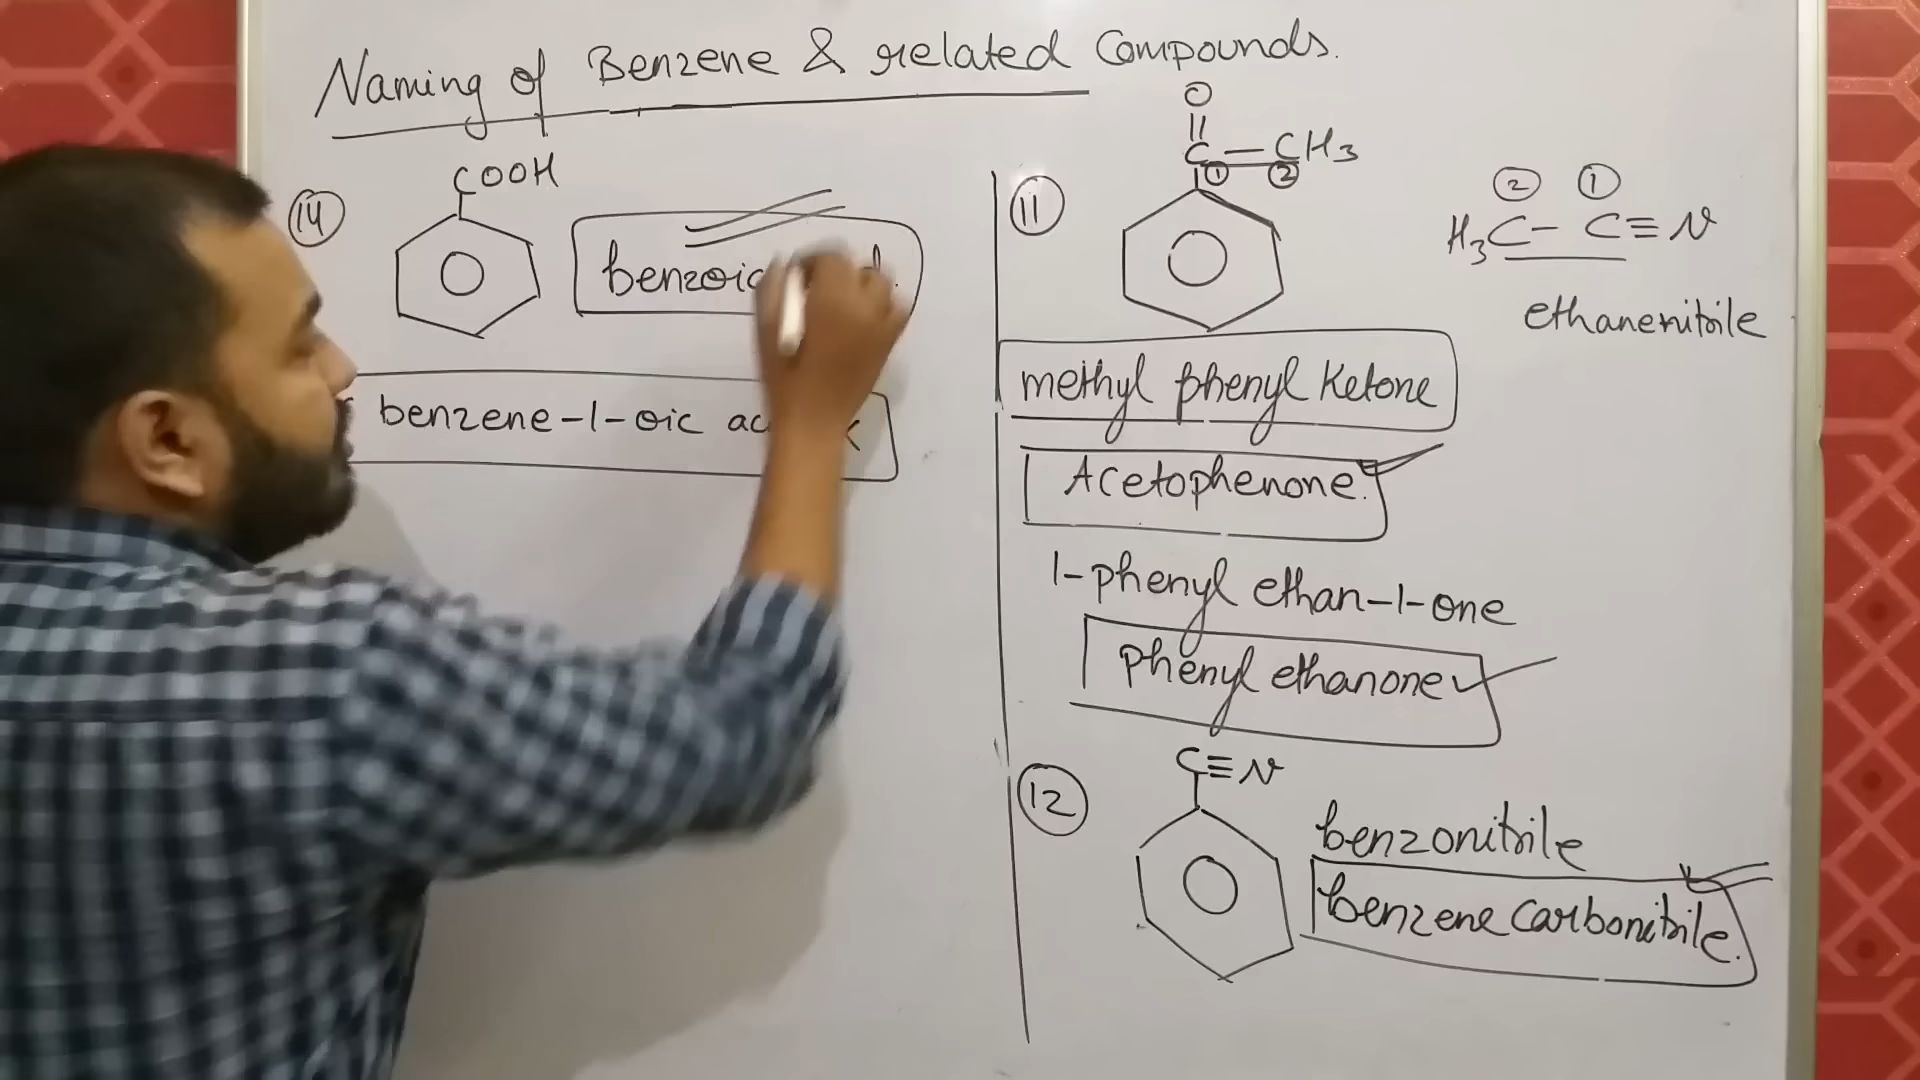 Naming of Benzene & related Compounds.
14
COOH
benzoic
benzene-1-oic
11
O
C - CH3
1 2
methyl phenyl Ketone
Acetophenone.
1-phenyl ethan-1-one
phenyl ethanone
2 1
H3C - C≡N
ethanenitrile
12
C≡N
benzonitrile
benzene carbonitrile.